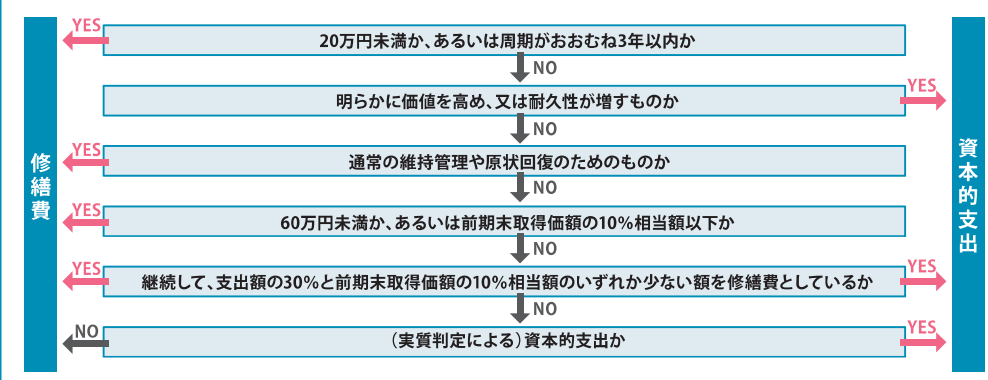 修繕費
YES
20万円未満か、あるいは周期がおおむね3年以内か
NO
明らかに価値を高め、又は耐久性が増すものか
YES
NO
YES
通常の維持管理や原状回復のためのものか
NO
YES
60万円未満か、あるいは前期末取得価額の10%相当額以下か
NO
YES
継続して、支出額の30%と前期末取得価額の10%相当額のいずれか少ない額を修繕費としているか
YES
NO
NO
（実質判定による）資本的支出か
YES
資本的支出